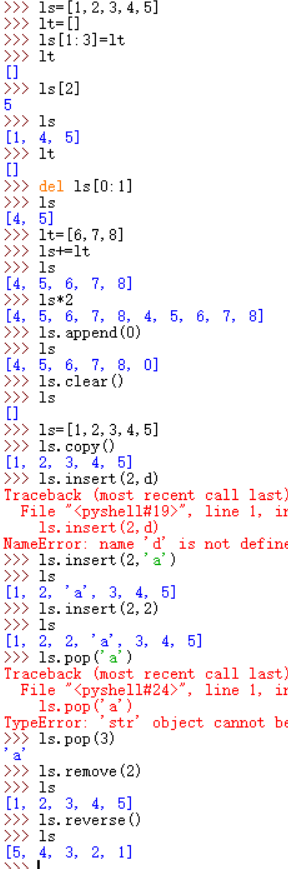 >>> ls=[1,2,3,4,5]
>>> lt=[]
>>> ls[1:3]=lt
>>> lt
[]
>>> ls[2]
5
>>> ls
[1, 4, 5]
>>> lt
[]
>>> del ls[0:1]
>>> ls
[4, 5]
>>> lt=[6,7,8]
>>> ls+=lt
>>> ls
[4, 5, 6, 7, 8]
>>> ls*2
[4, 5, 6, 7, 8, 4, 5, 6, 7, 8]
>>> ls.append(0)
>>> ls
[4, 5, 6, 7, 8, 0]
>>> ls.clear()
>>> ls
[]
>>> ls=[1,2,3,4,5]
>>> ls.copy()
[1, 2, 3, 4, 5]
>>> ls.insert(2,d)
Traceback (most recent call last)
File "<pyshell#19>", line 1, in
ls.insert(2,d)
NameError: name 'd' is not define
>>> ls.insert(2,'a')
>>> ls
[1, 2, 'a', 3, 4, 5]
>>> ls.insert(2,2)
>>> ls
[1, 2, 2, 'a', 3, 4, 5]
>>> ls.pop('a')
Traceback (most recent call last)
File "<pyshell#24>", line 1, in
ls.pop('a')
TypeError: 'str' object cannot be
>>> ls.pop(3)
'a'
>>> ls.remove(2)
>>> ls
[1, 2, 3, 4, 5]
>>> ls.reverse()
>>> ls
[5, 4, 3, 2, 1]
>>>